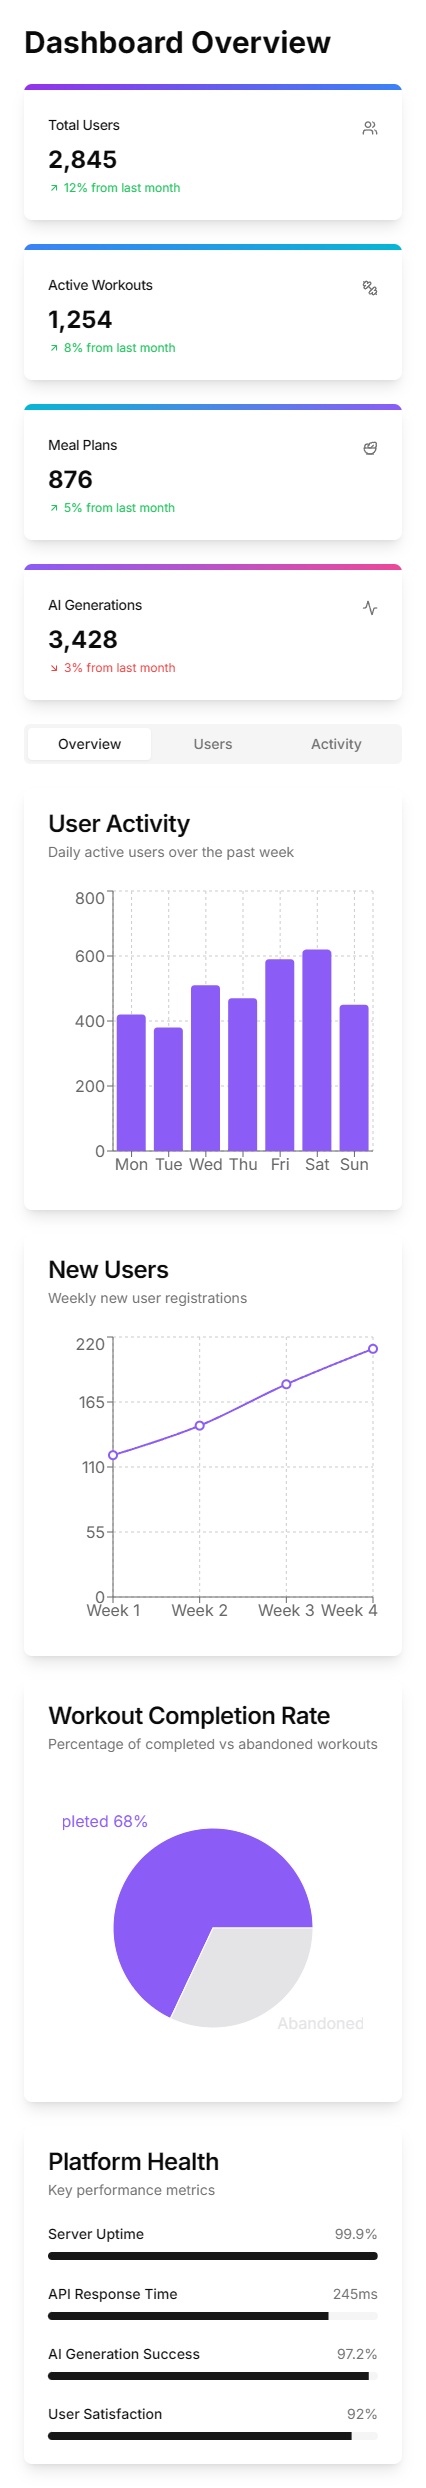 Dashboard Overview
Total Users
2,845
12% from last month
Active Workouts
1,254
8% from last month
Meal Plans
876
5% from last month
AI Generations
3,428
3% from last month
Overview Users Activity
User Activity
Daily active users over the past week
800
600
400
200
0
Mon Tue Wed Thu Fri Sat Sun
New Users
Weekly new user registrations
220
165
110
55
0
Week 1 Week 2 Week 3 Week 4
Workout Completion Rate
Percentage of completed vs abandoned workouts
pleted 68%
Abandoned
Platform Health
Key performance metrics
Server Uptime 99.9%
API Response Time 245ms
AI Generation Success 97.2%
User Satisfaction 92%